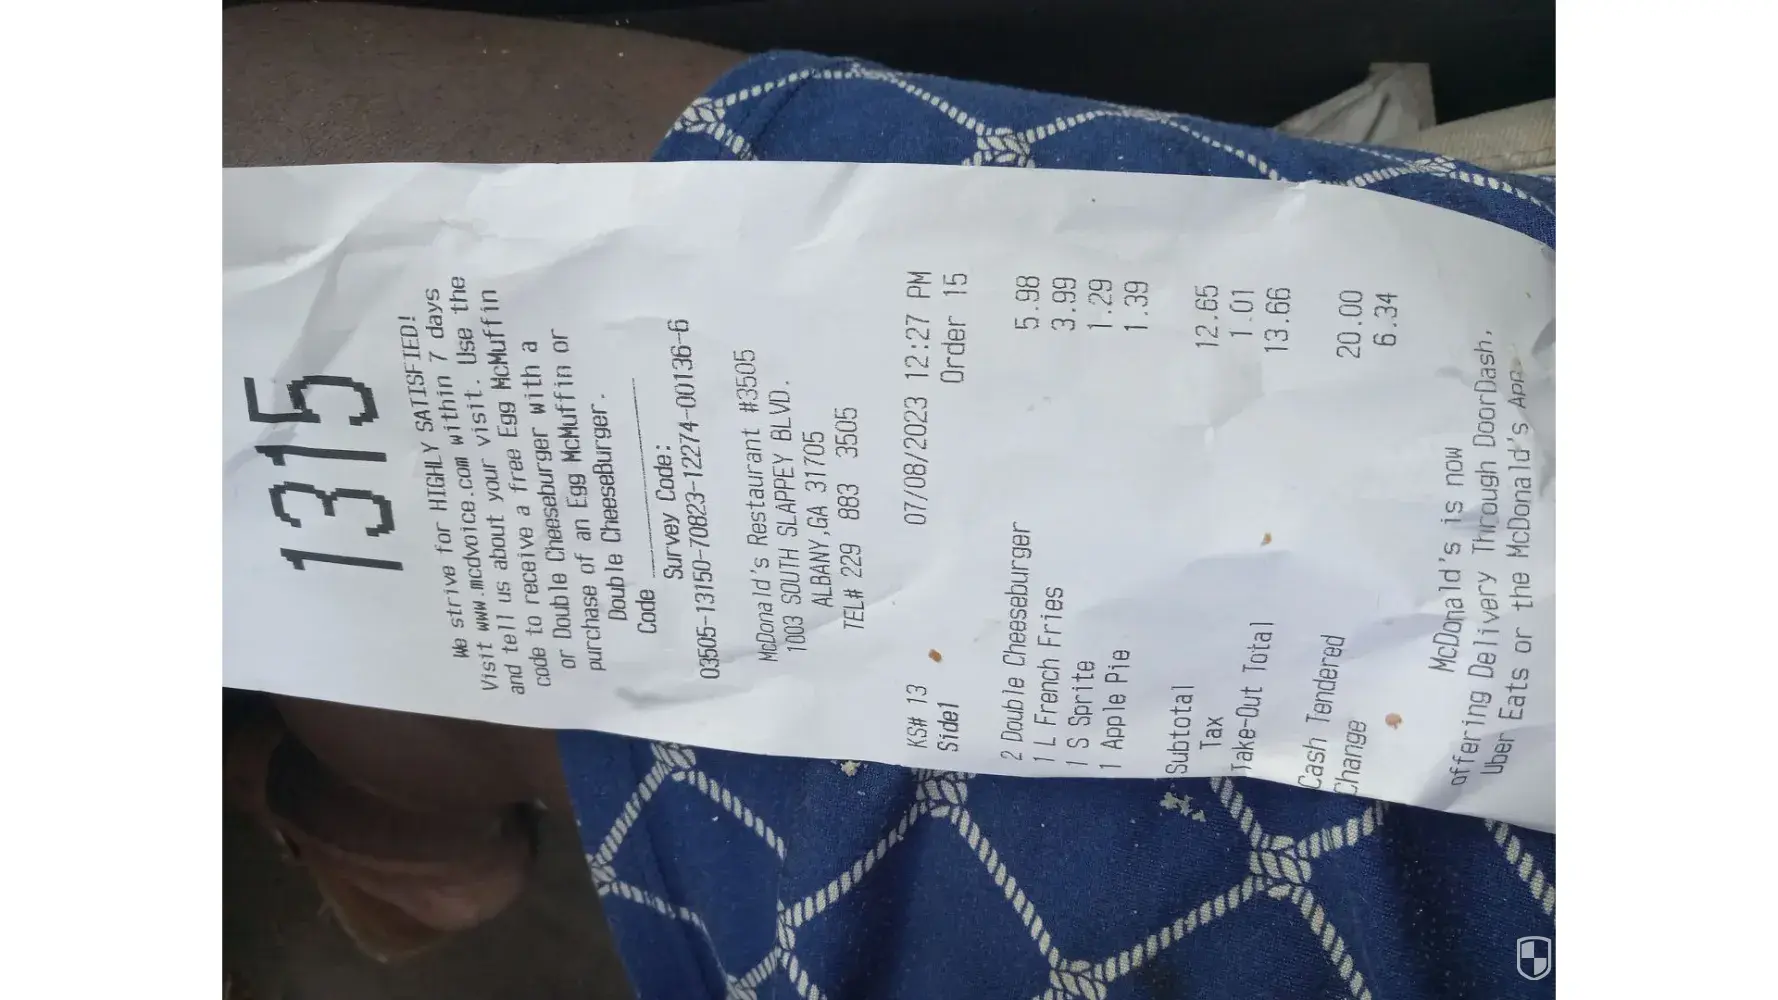 1315
We strive for HIGHLY SATISFIED!
Visit www.mcdvoice.com within 7 days
and tell us about your visit. Use the
code to receive a free Egg McMuffin
or Double Cheeseburger with a
purchase of an Egg McMuffin or
Double CheeseBurger.
Code
Survey Code:
03505-13150-70823-12274-00136-6
McDonald's Restaurant #3505
1003 SOUTH SLAPPEY BLVD.
ALBANY,GA 31705
TEL# 229 883 3505
KS# 13 07/08/2023 12:27 PM
Side1 Order 15
2 Double Cheeseburger 5.98
1 L French Fries 3.99
1 S Sprite 1.29
1 Apple Pie 1.39
Subtotal 12.65
Tax 1.01
Take-Out Total 13.66
Cash Tendered 20.00
Change 6.34
McDonald's is now
offering Delivery Through DoorDash,
Uber Eats or the McDonald's App.